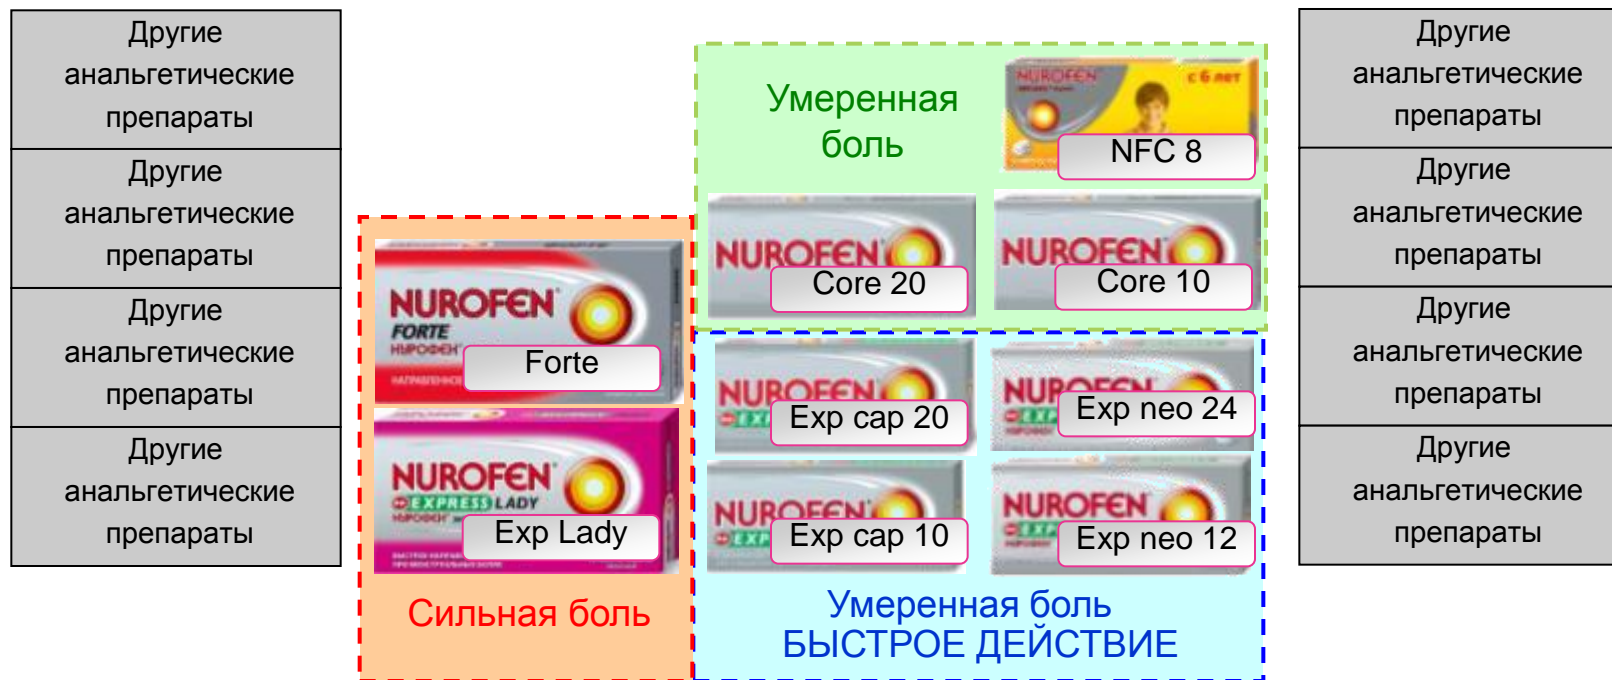 Другие
анальгетические
препараты
Другие
анальгетические
препараты
Другие
анальгетические
препараты
Другие
анальгетические
препараты
NUROFEN
FORTE
НУРОФЕН
Forte
NUROFEN
EXPRESS LADY
НУРОФЕН
Exp Lady
Сильная боль
Умеренная
боль
NUROFEN
с 6 лет
NFC 8
NUROFEN
Core 20
NUROFEN
Core 10
NUROFEN
Exp cap 20
NUROFEN
Exp neo 24
NUROFEN
Exp cap 10
NUROFEN
Exp neo 12
Умеренная боль
БЫСТРОЕ ДЕЙСТВИЕ
Другие
анальгетические
препараты
Другие
анальгетические
препараты
Другие
анальгетические
препараты
Другие
анальгетические
препараты